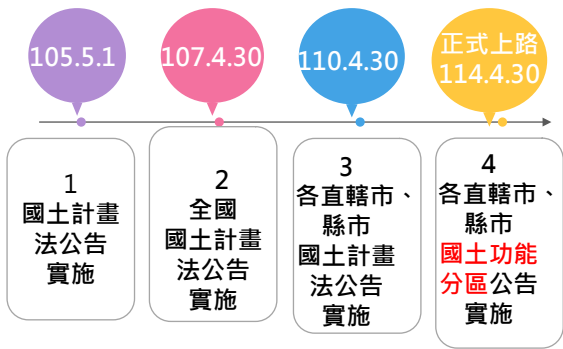 105.5.1
107.4.30
110.4.30
正式上路
114.4.30
1
國土計畫
法公告
實施
2
全國
國土計畫
法公告
實施
3
各直轄市、
縣市
國土計畫
法公告
實施
4
各直轄市、
縣市
國土功能
分區公告
實施